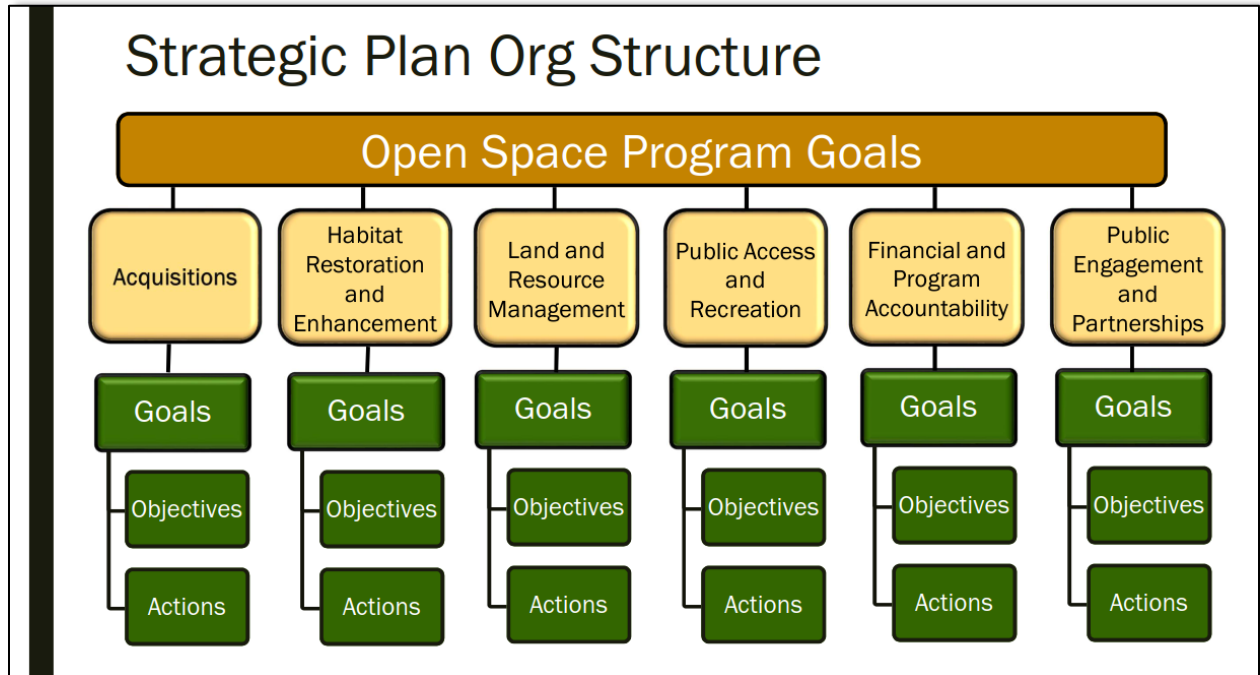 Strategic Plan Org Structure
Open Space Program Goals
Acquisitions
Habitat
Restoration
and
Enhancement
Land and
Resource
Management
Public Access
and
Recreation
Financial and
Program
Accountability
Public
Engagement
and
Partnerships
Goals
Goals
Goals
Goals
Goals
Goals
Objectives
Objectives
Objectives
Objectives
Objectives
Objectives
Actions
Actions
Actions
Actions
Actions
Actions